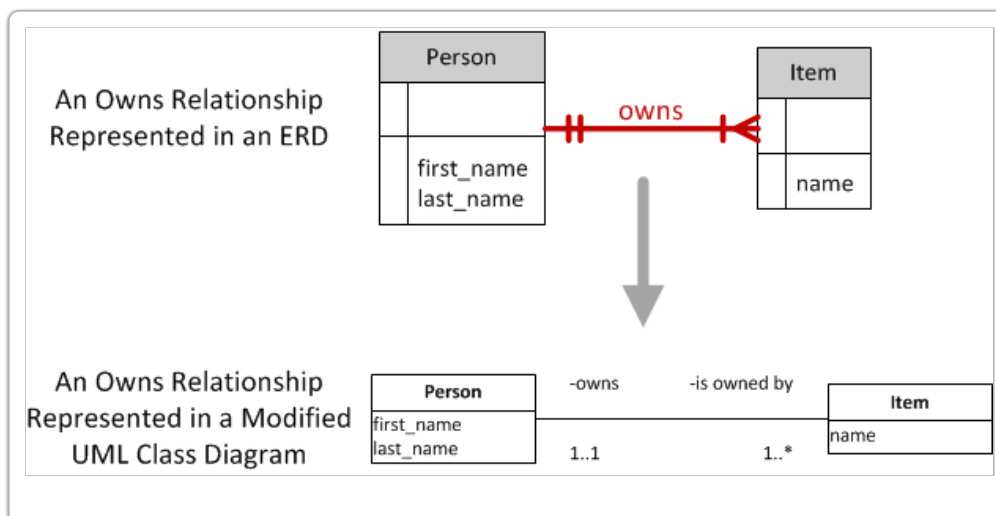 An Owns Relationship
Represented in an ERD
Person
first_name
last_name
owns
Item
name
An Owns Relationship
Represented in a Modified
UML Class Diagram
Person
first_name
last_name
-owns
-is owned by
1..1
1..*
Item
name